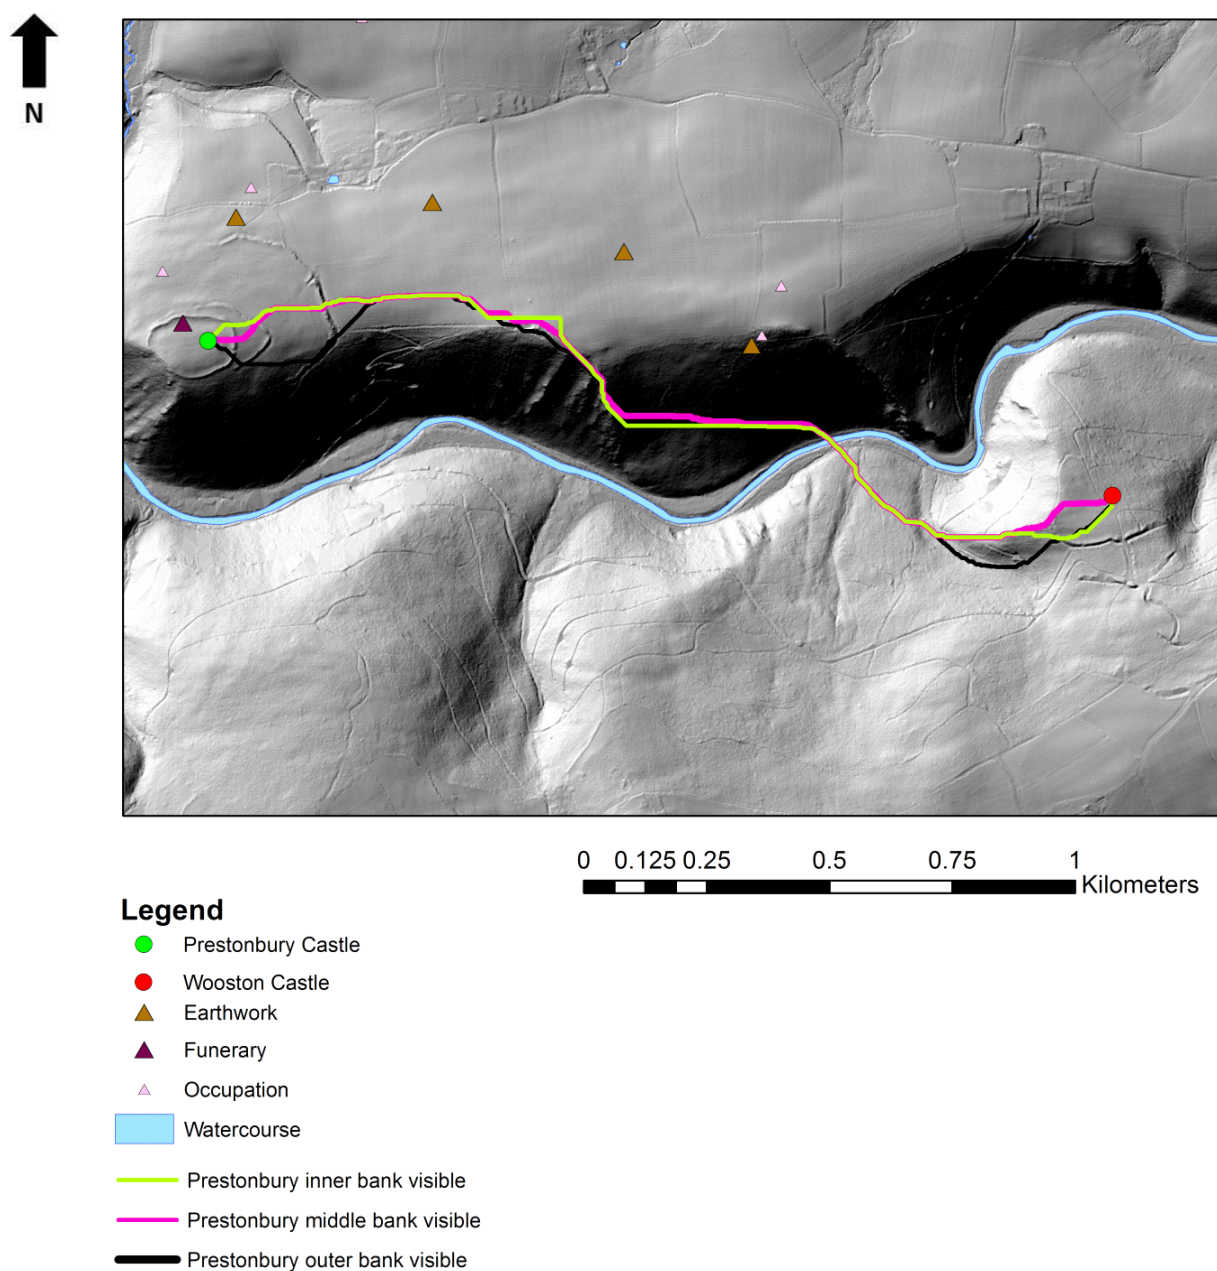 N
0 0.125 0.25 0.5 0.75 1
Kilometers
Legend
Prestonbury Castle
Wooston Castle
Earthwork
Funerary
Occupation
Watercourse
Prestonbury inner bank visible
Prestonbury middle bank visible
Prestonbury outer bank visible